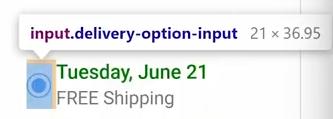 input.delivery-option-input 21 × 36.95
Tuesday, June 21
FREE Shipping